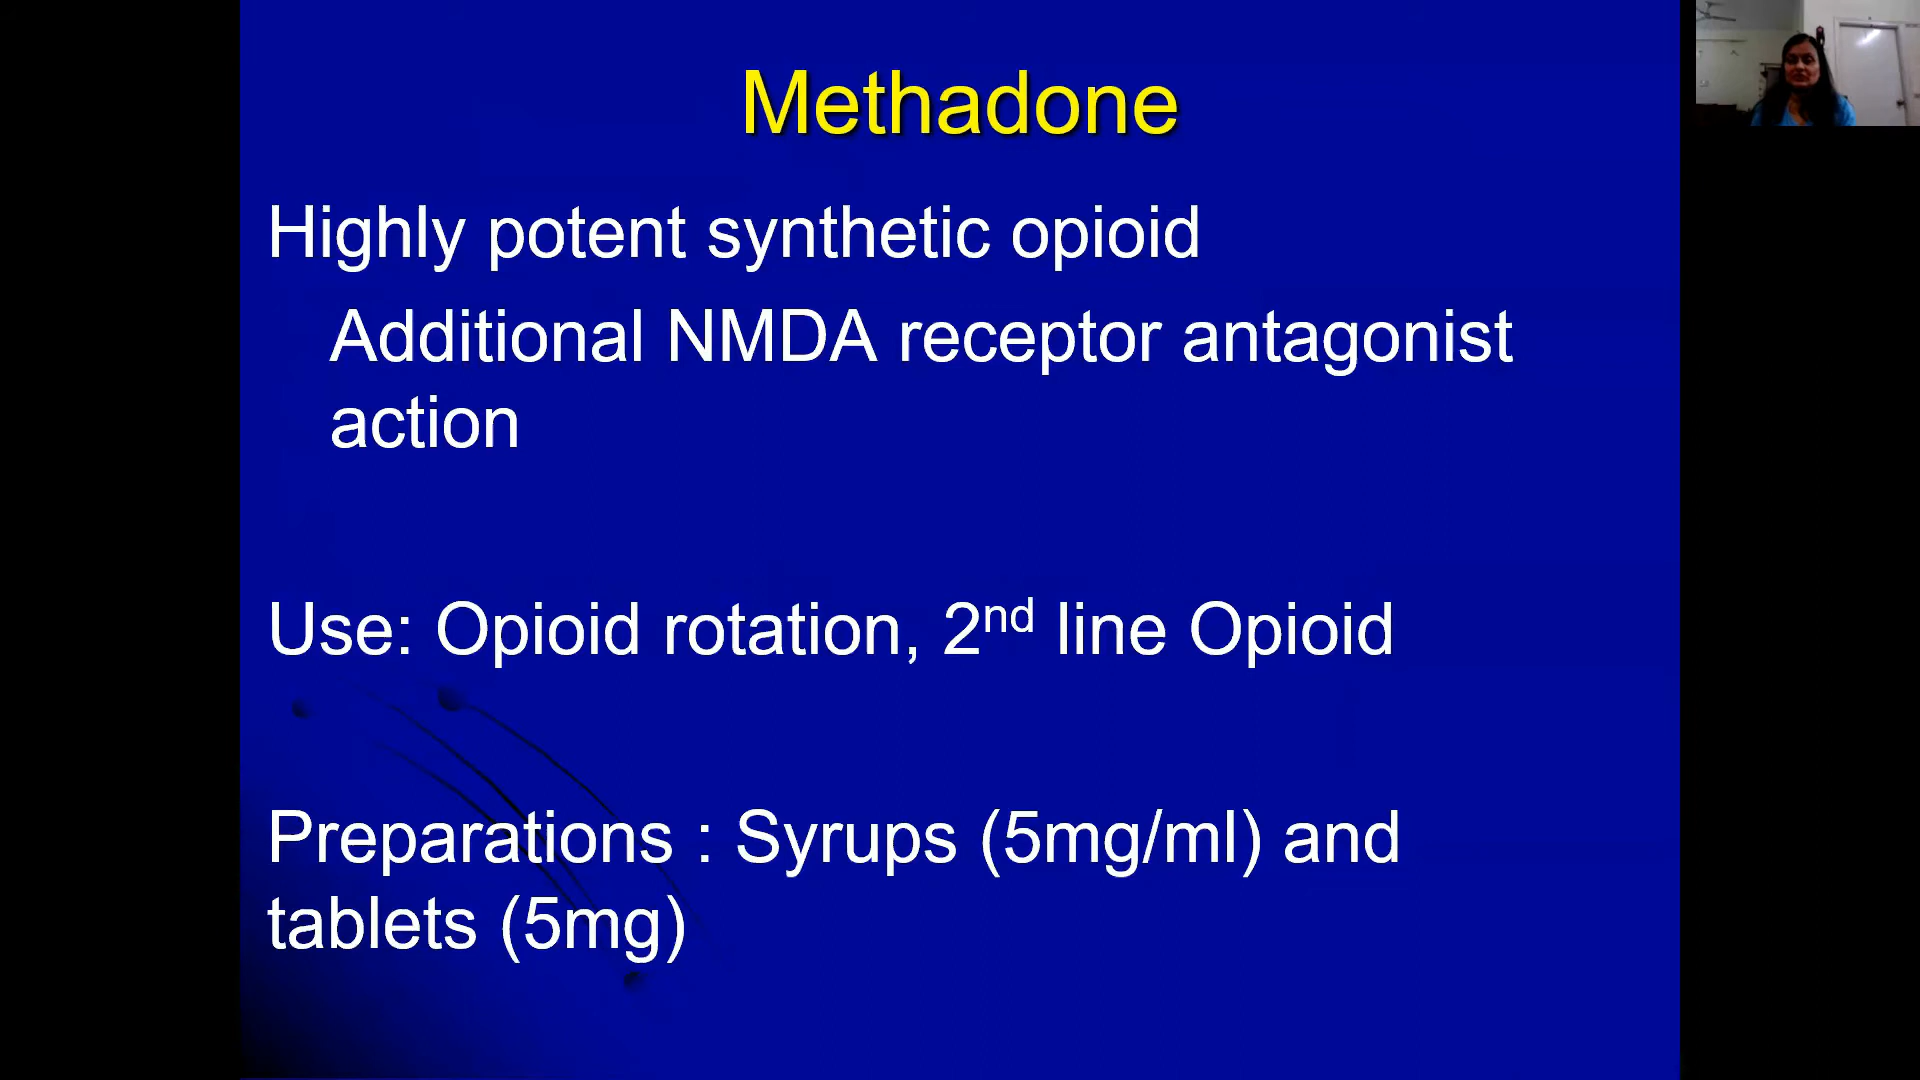 Methadone
Highly potent synthetic opioid
Additional NMDA receptor antagonist
action
Use: Opioid rotation, 2nd line Opioid
Preparations : Syrups (5mg/ml) and
tablets (5mg)